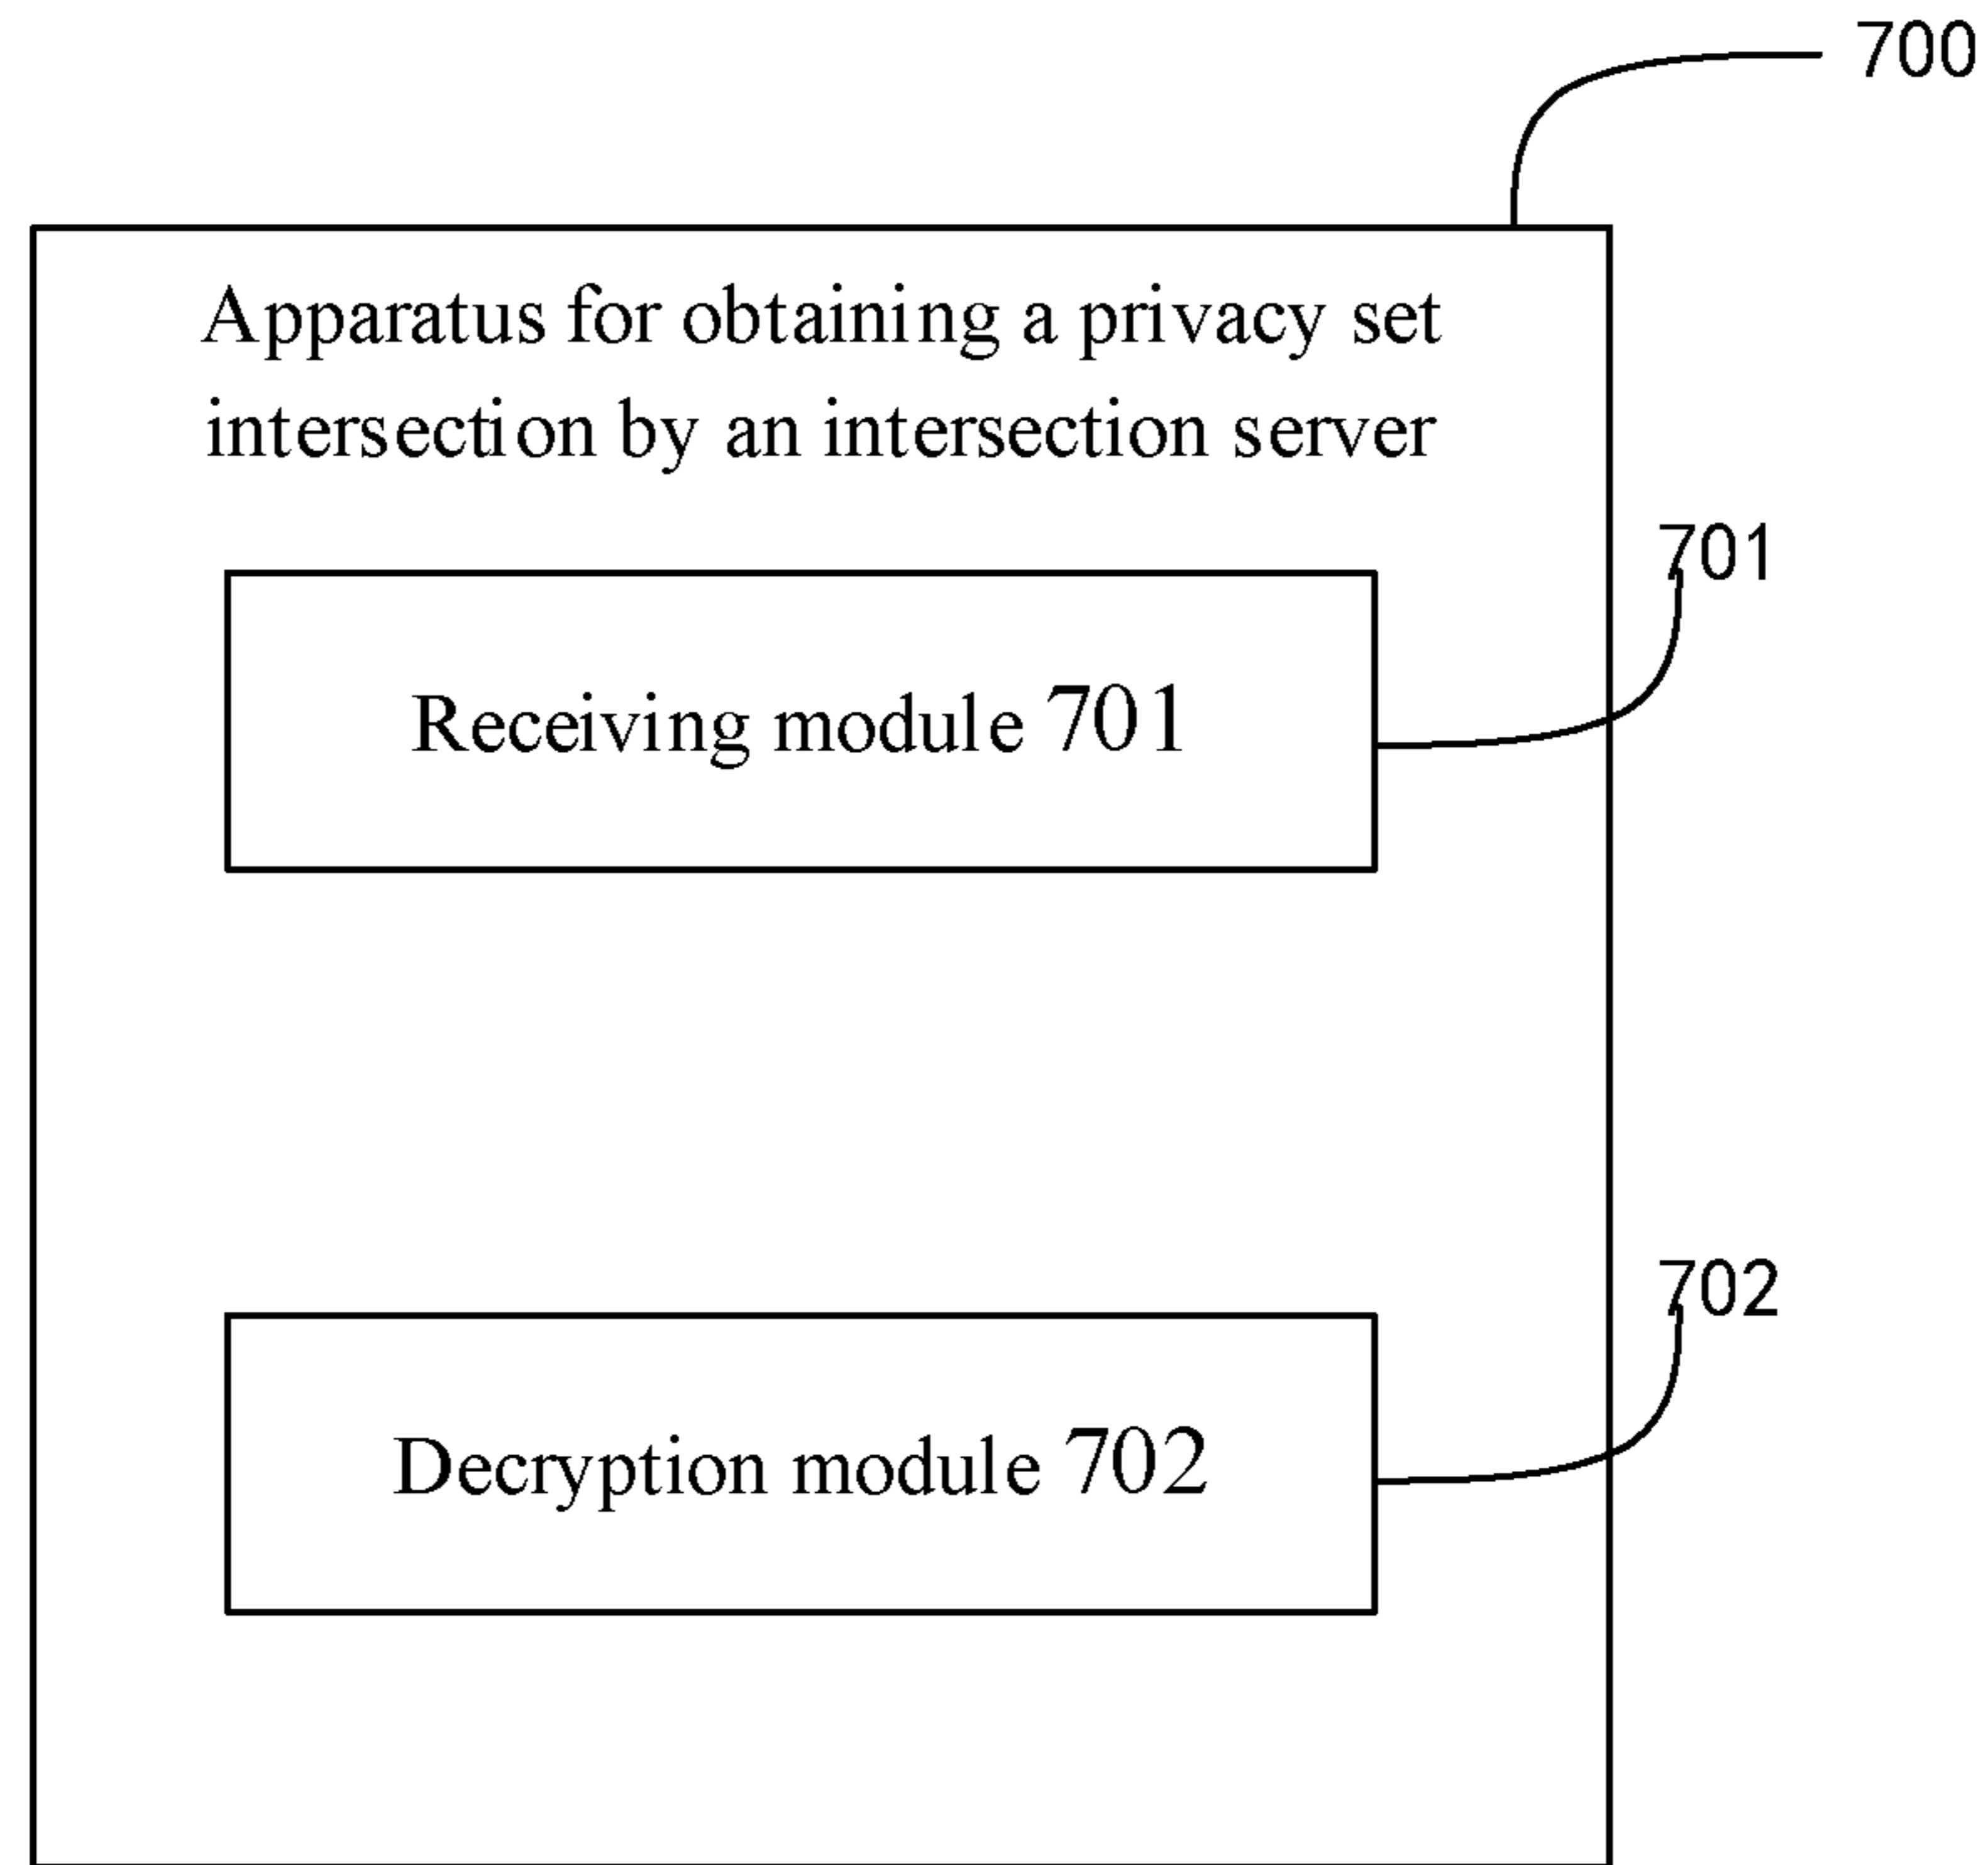 700
Apparatus for obtaining a privacy set
intersection by an intersection server
701
Receiving module 701
702
Decryption module 702